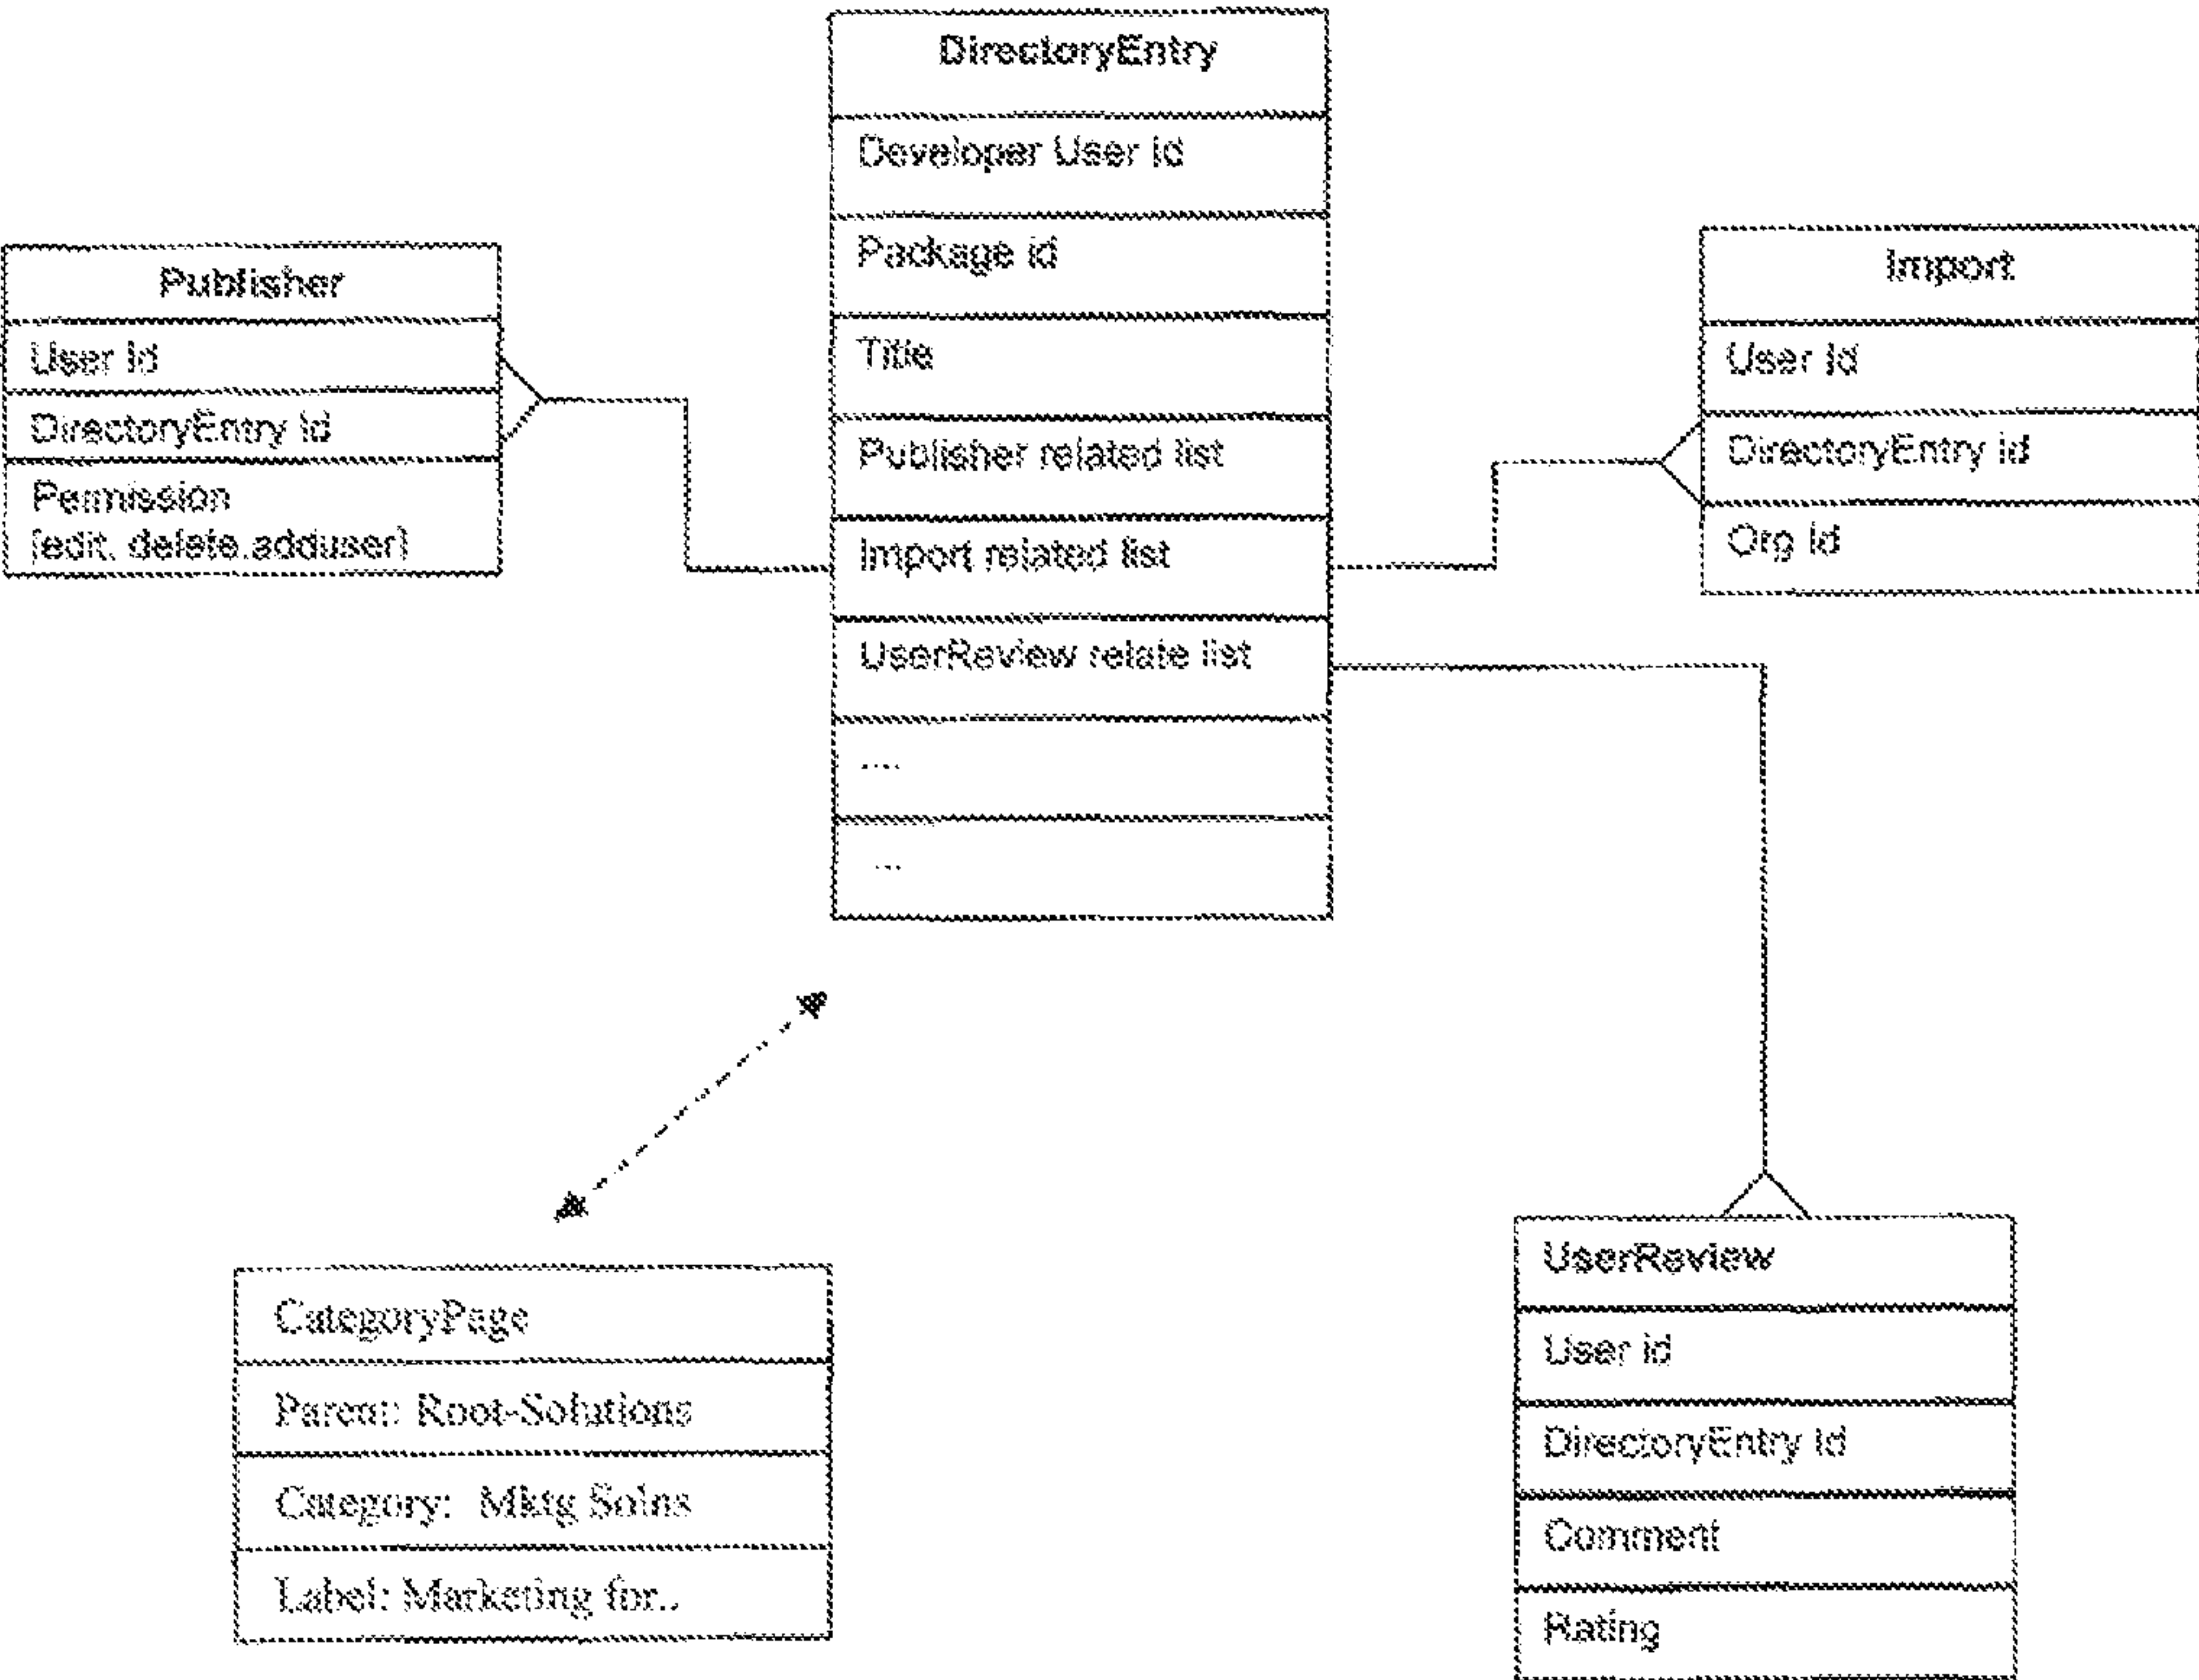 DirectoryEntry
Developer User id
Package id
Title
Publisher related list
Import related list
UserReview relate list
....
...
Publisher
User Id
DirectoryEntry Id
Permission
[edit, delete,adduser]
Import
User Id
DirectoryEntry id
Org Id
CategoryPage
Parent: Root-Solutions
Category: Mktg Solns
Label: Marketing for..
UserReview
User id
DirectoryEntry Id
Comment
Rating